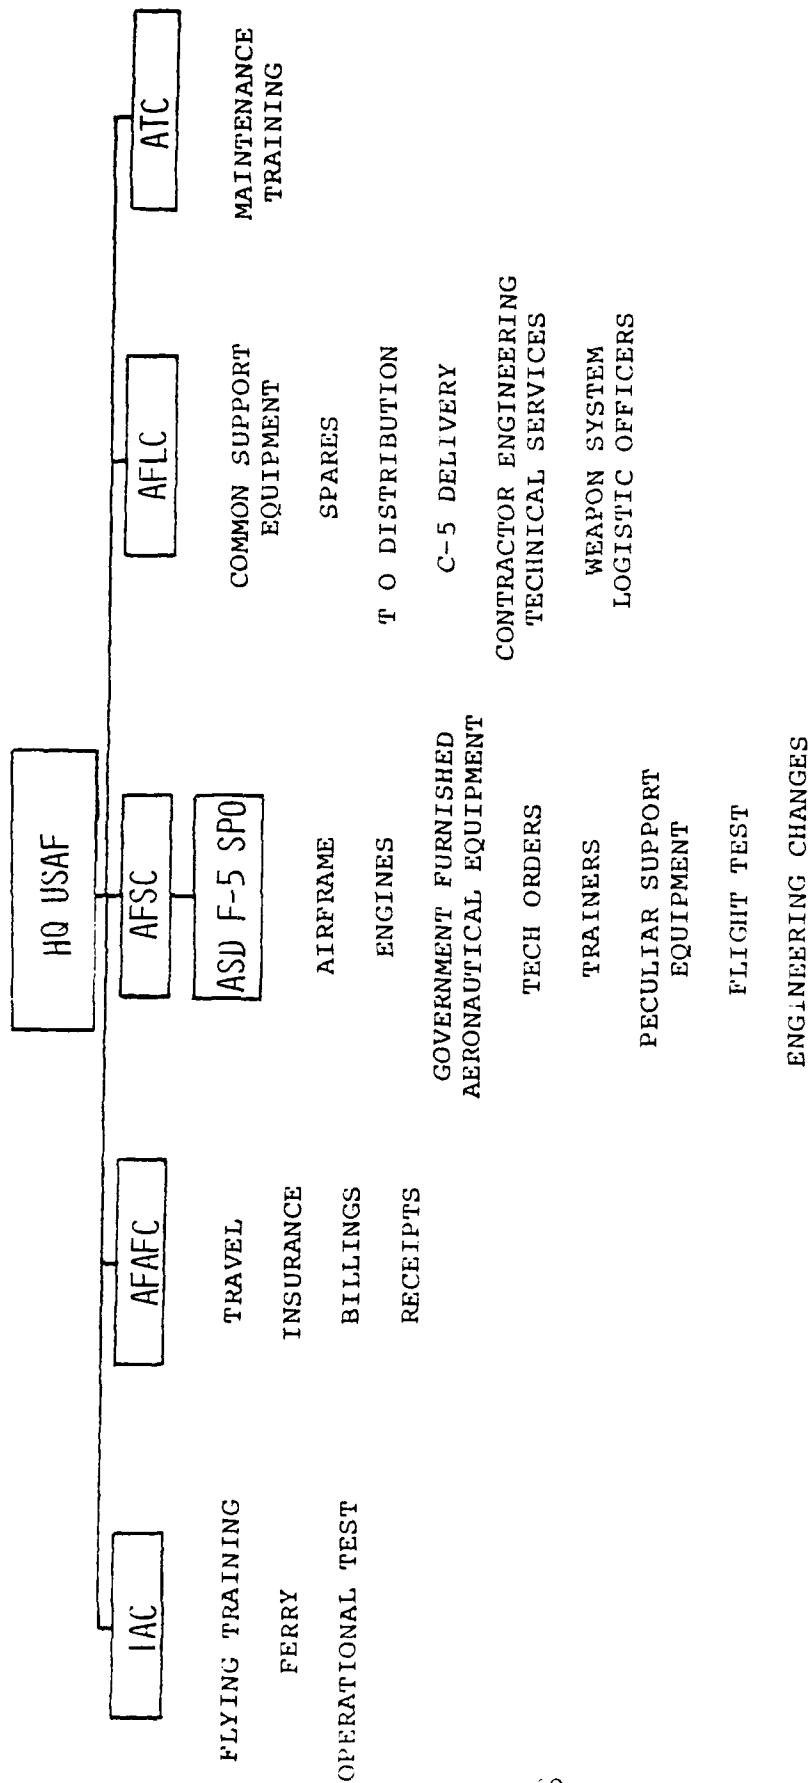 HQ USAF
IAC
AFAFC
AFSC
AFLC
ATC
ASD F-5 SPO
FLYING TRAINING
FERRY
OPERATIONAL TEST
TRAVEL
INSURANCE
BILLINGS
RECEIPTS
AIRFRAME
ENGINES
GOVERNMENT FURNISHED
AERONAUTICAL EQUIPMENT
TECH ORDERS
TRAINERS
PECULIAR SUPPORT
EQUIPMENT
FLIGHT TEST
ENGINEERING CHANGES
COMMON SUPPORT
EQUIPMENT
SPARES
T O DISTRIBUTION
C-5 DELIVERY
CONTRACTOR ENGINEERING
TECHNICAL SERVICES
WEAPON SYSTEM
LOGISTIC OFFICERS
MAINTENANCE
TRAINING